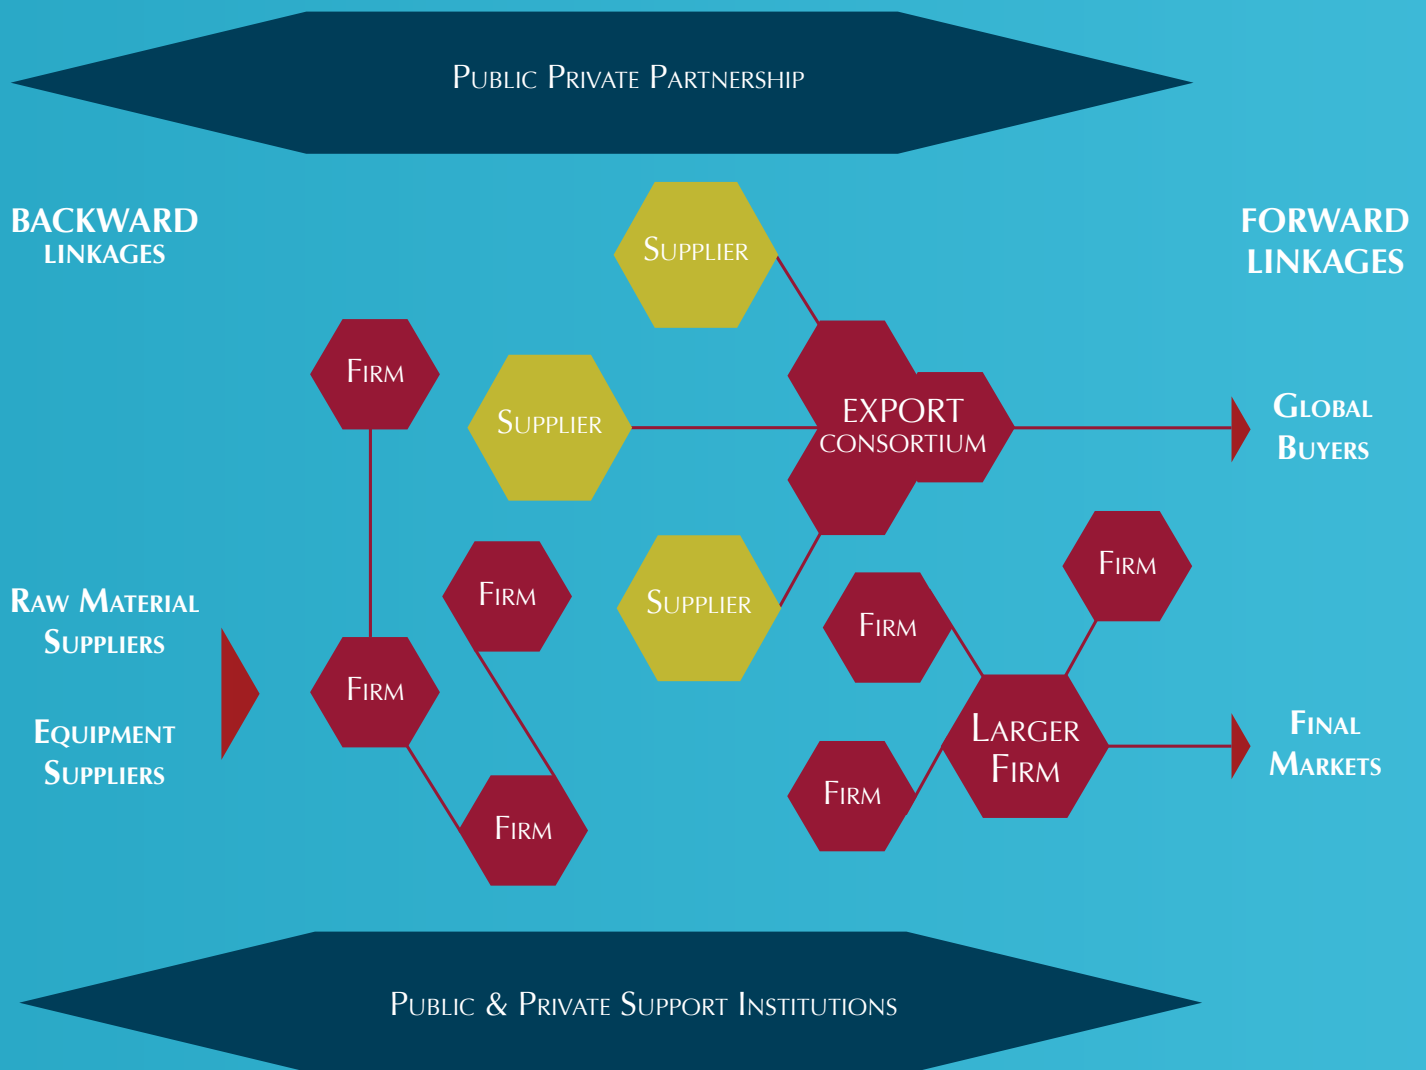 Public Private Partnership
BACKWARD
LINKAGES
FORWARD
LINKAGES
Supplier
Firm
Supplier
EXPORT
CONSORTIUM
Global
Buyers
Raw Material
Suppliers
Equipment
Suppliers
Firm
Firm
Firm
Supplier
Firm
Firm
Firm
Larger
Firm
Final
Markets
Public & Private Support Institutions